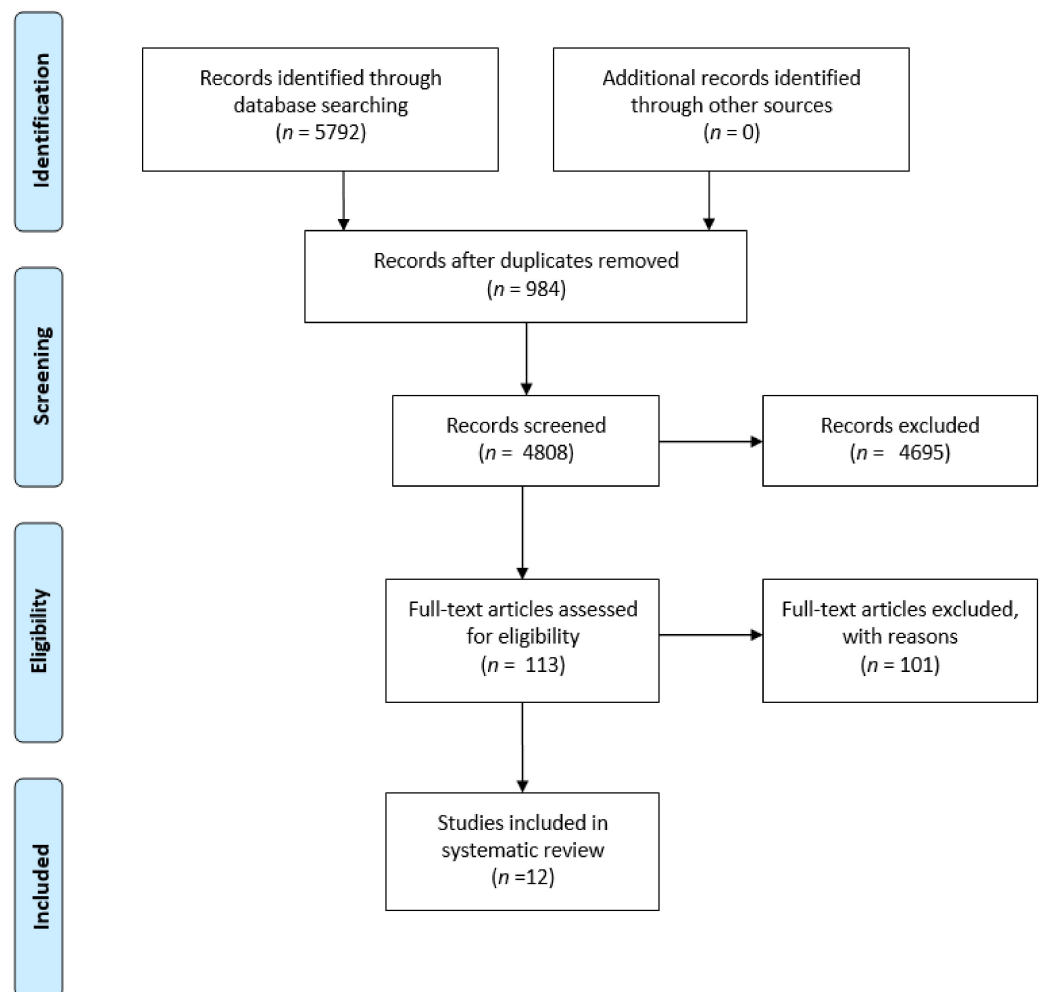 Identification
Records identified through
database searching
(n = 5792)
Additional records identified
through other sources
(n = 0)
Records after duplicates removed
(n = 984)
Screening
Records screened
(n = 4808)
Records excluded
(n = 4695)
Eligibility
Full-text articles assessed
for eligibility
(n = 113)
Full-text articles excluded,
with reasons
(n = 101)
Included
Studies included in
systematic review
(n =12)